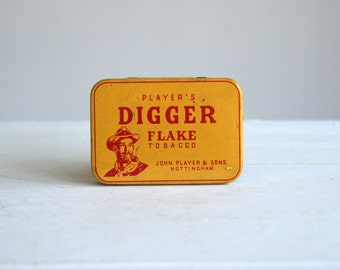 PLAYER'S
DIGGER
FLAKE
TOBACCO
JOHN PLAYER & SONS,
NOTTINGHAM.